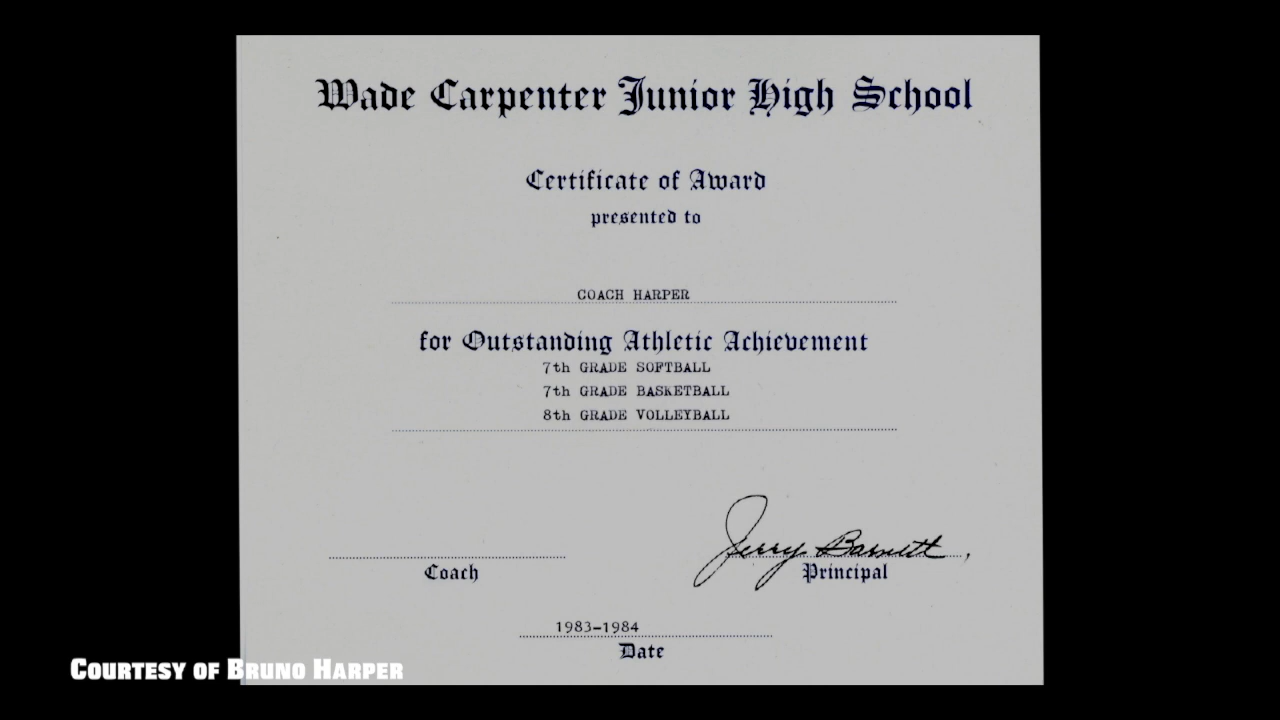 Wade Carpenter Junior High School
Certificate of Award
presented to
COACH HARPER
for Outstanding Athletic Achievement
7th GRADE SOFTBALL
7th GRADE BASKETBALL
8th GRADE VOLLEYBALL
Jerry Barnett
Coach
Principal
1983-1984
Date
COURTESY OF BRUNO HARPER